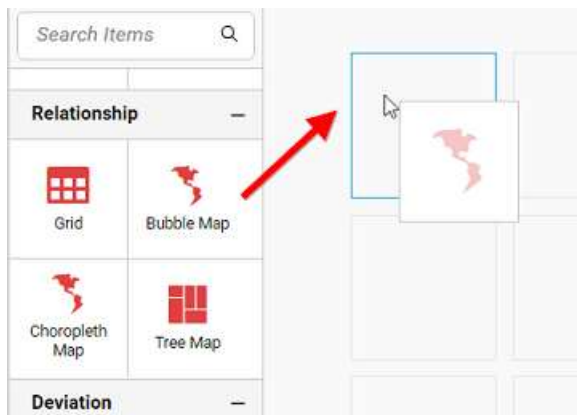 Search Items
Relationship
Grid
Bubble Map
Choropleth
Map
Tree Map
Deviation